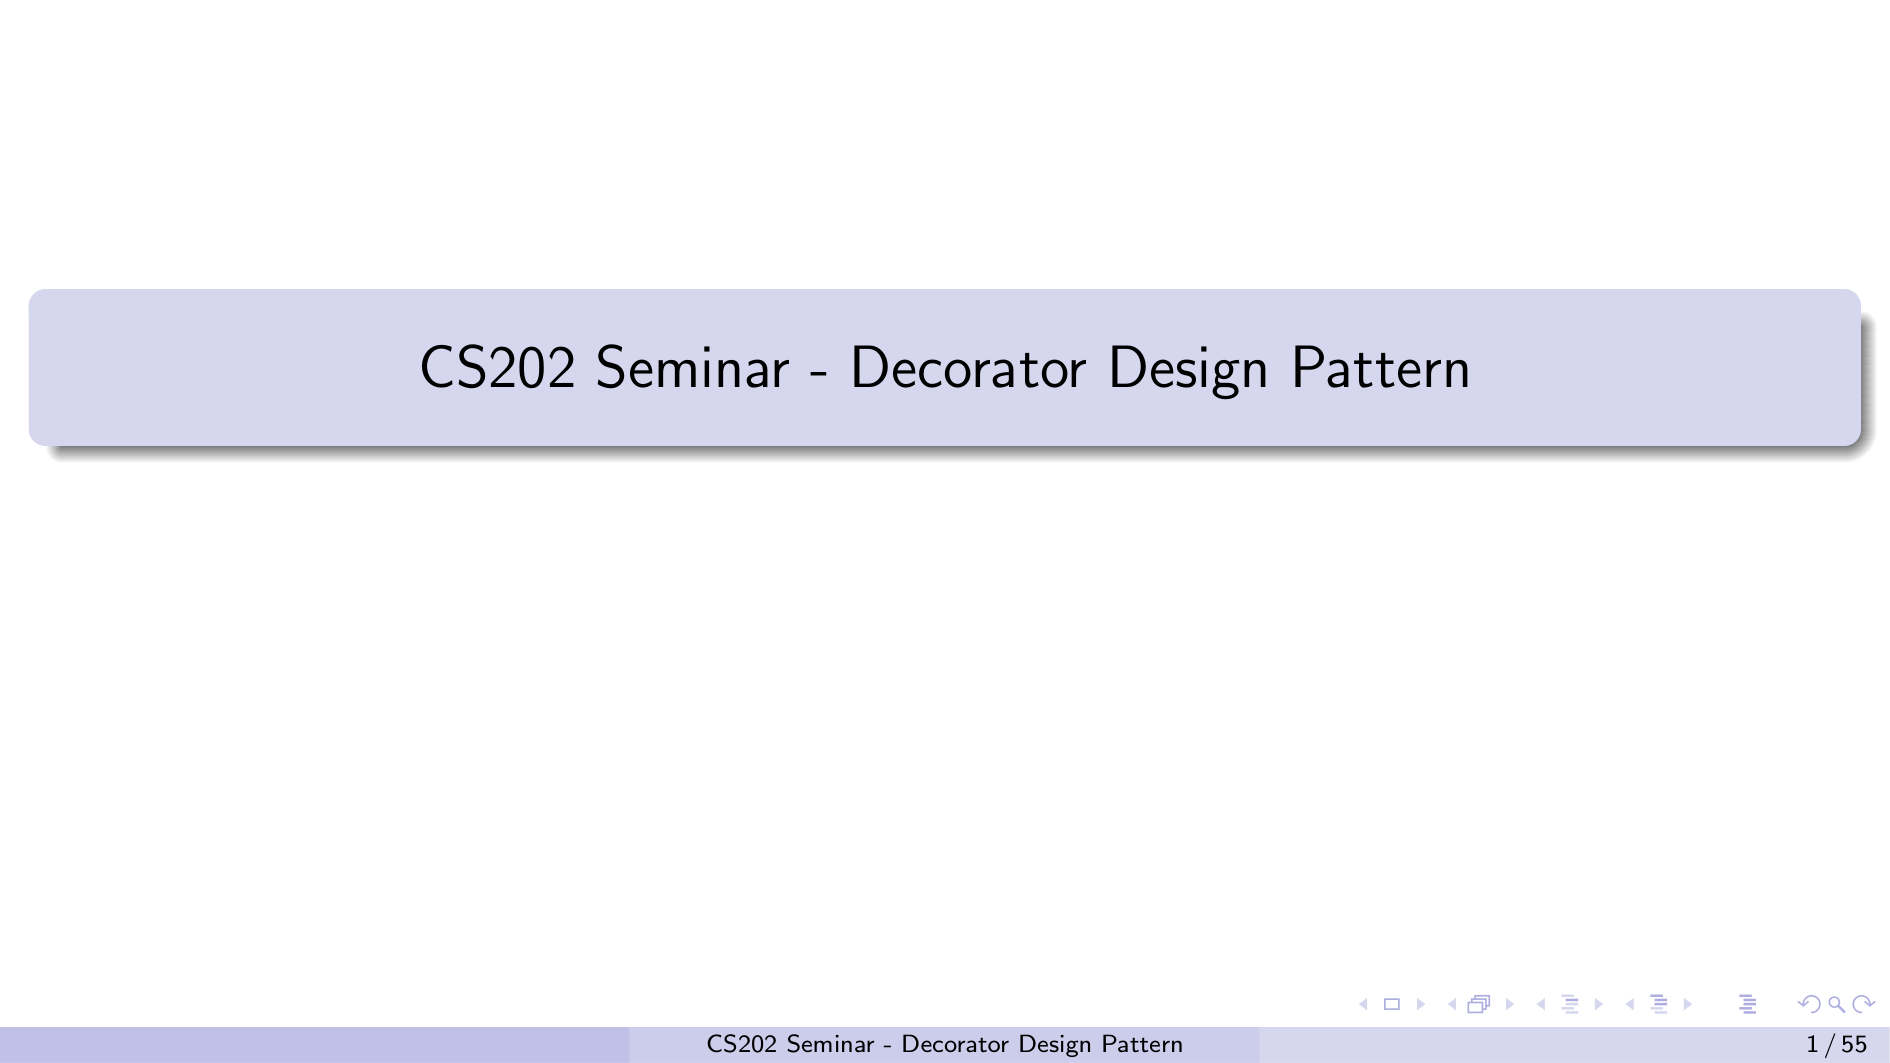 CS202 Seminar - Decorator Design Pattern
CS202 Seminar - Decorator Design Pattern
1 / 55